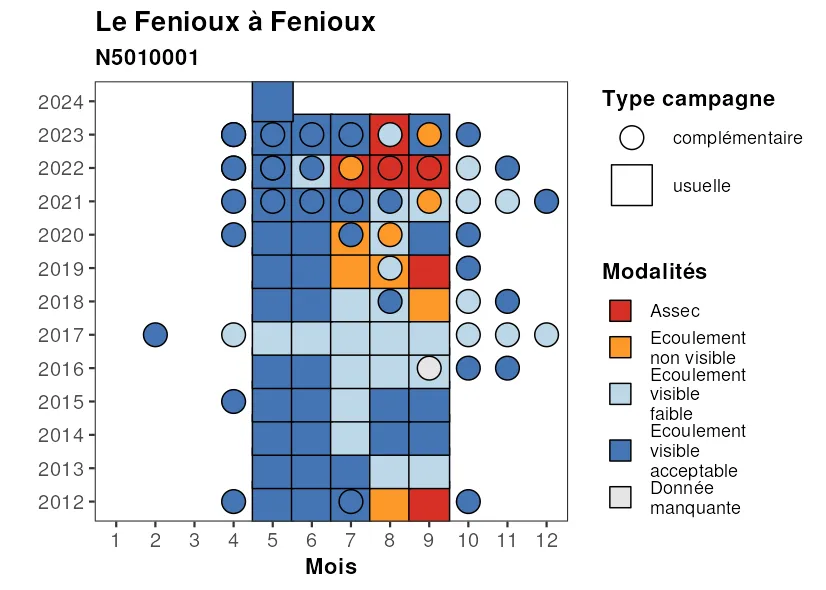 Le Fenioux à Fenioux
N5010001
2024
2023
2022
2021
2020
2019
2018
2017
2016
2015
2014
2013
2012
1 2 3 4 5 6 7 8 9 10 11 12
Mois
Type campagne
complémentaire
usuelle
Modalités
Assec
Ecoulement
non visible
Ecoulement
visible
faible
Ecoulement
visible
acceptable
Donnée
manquante